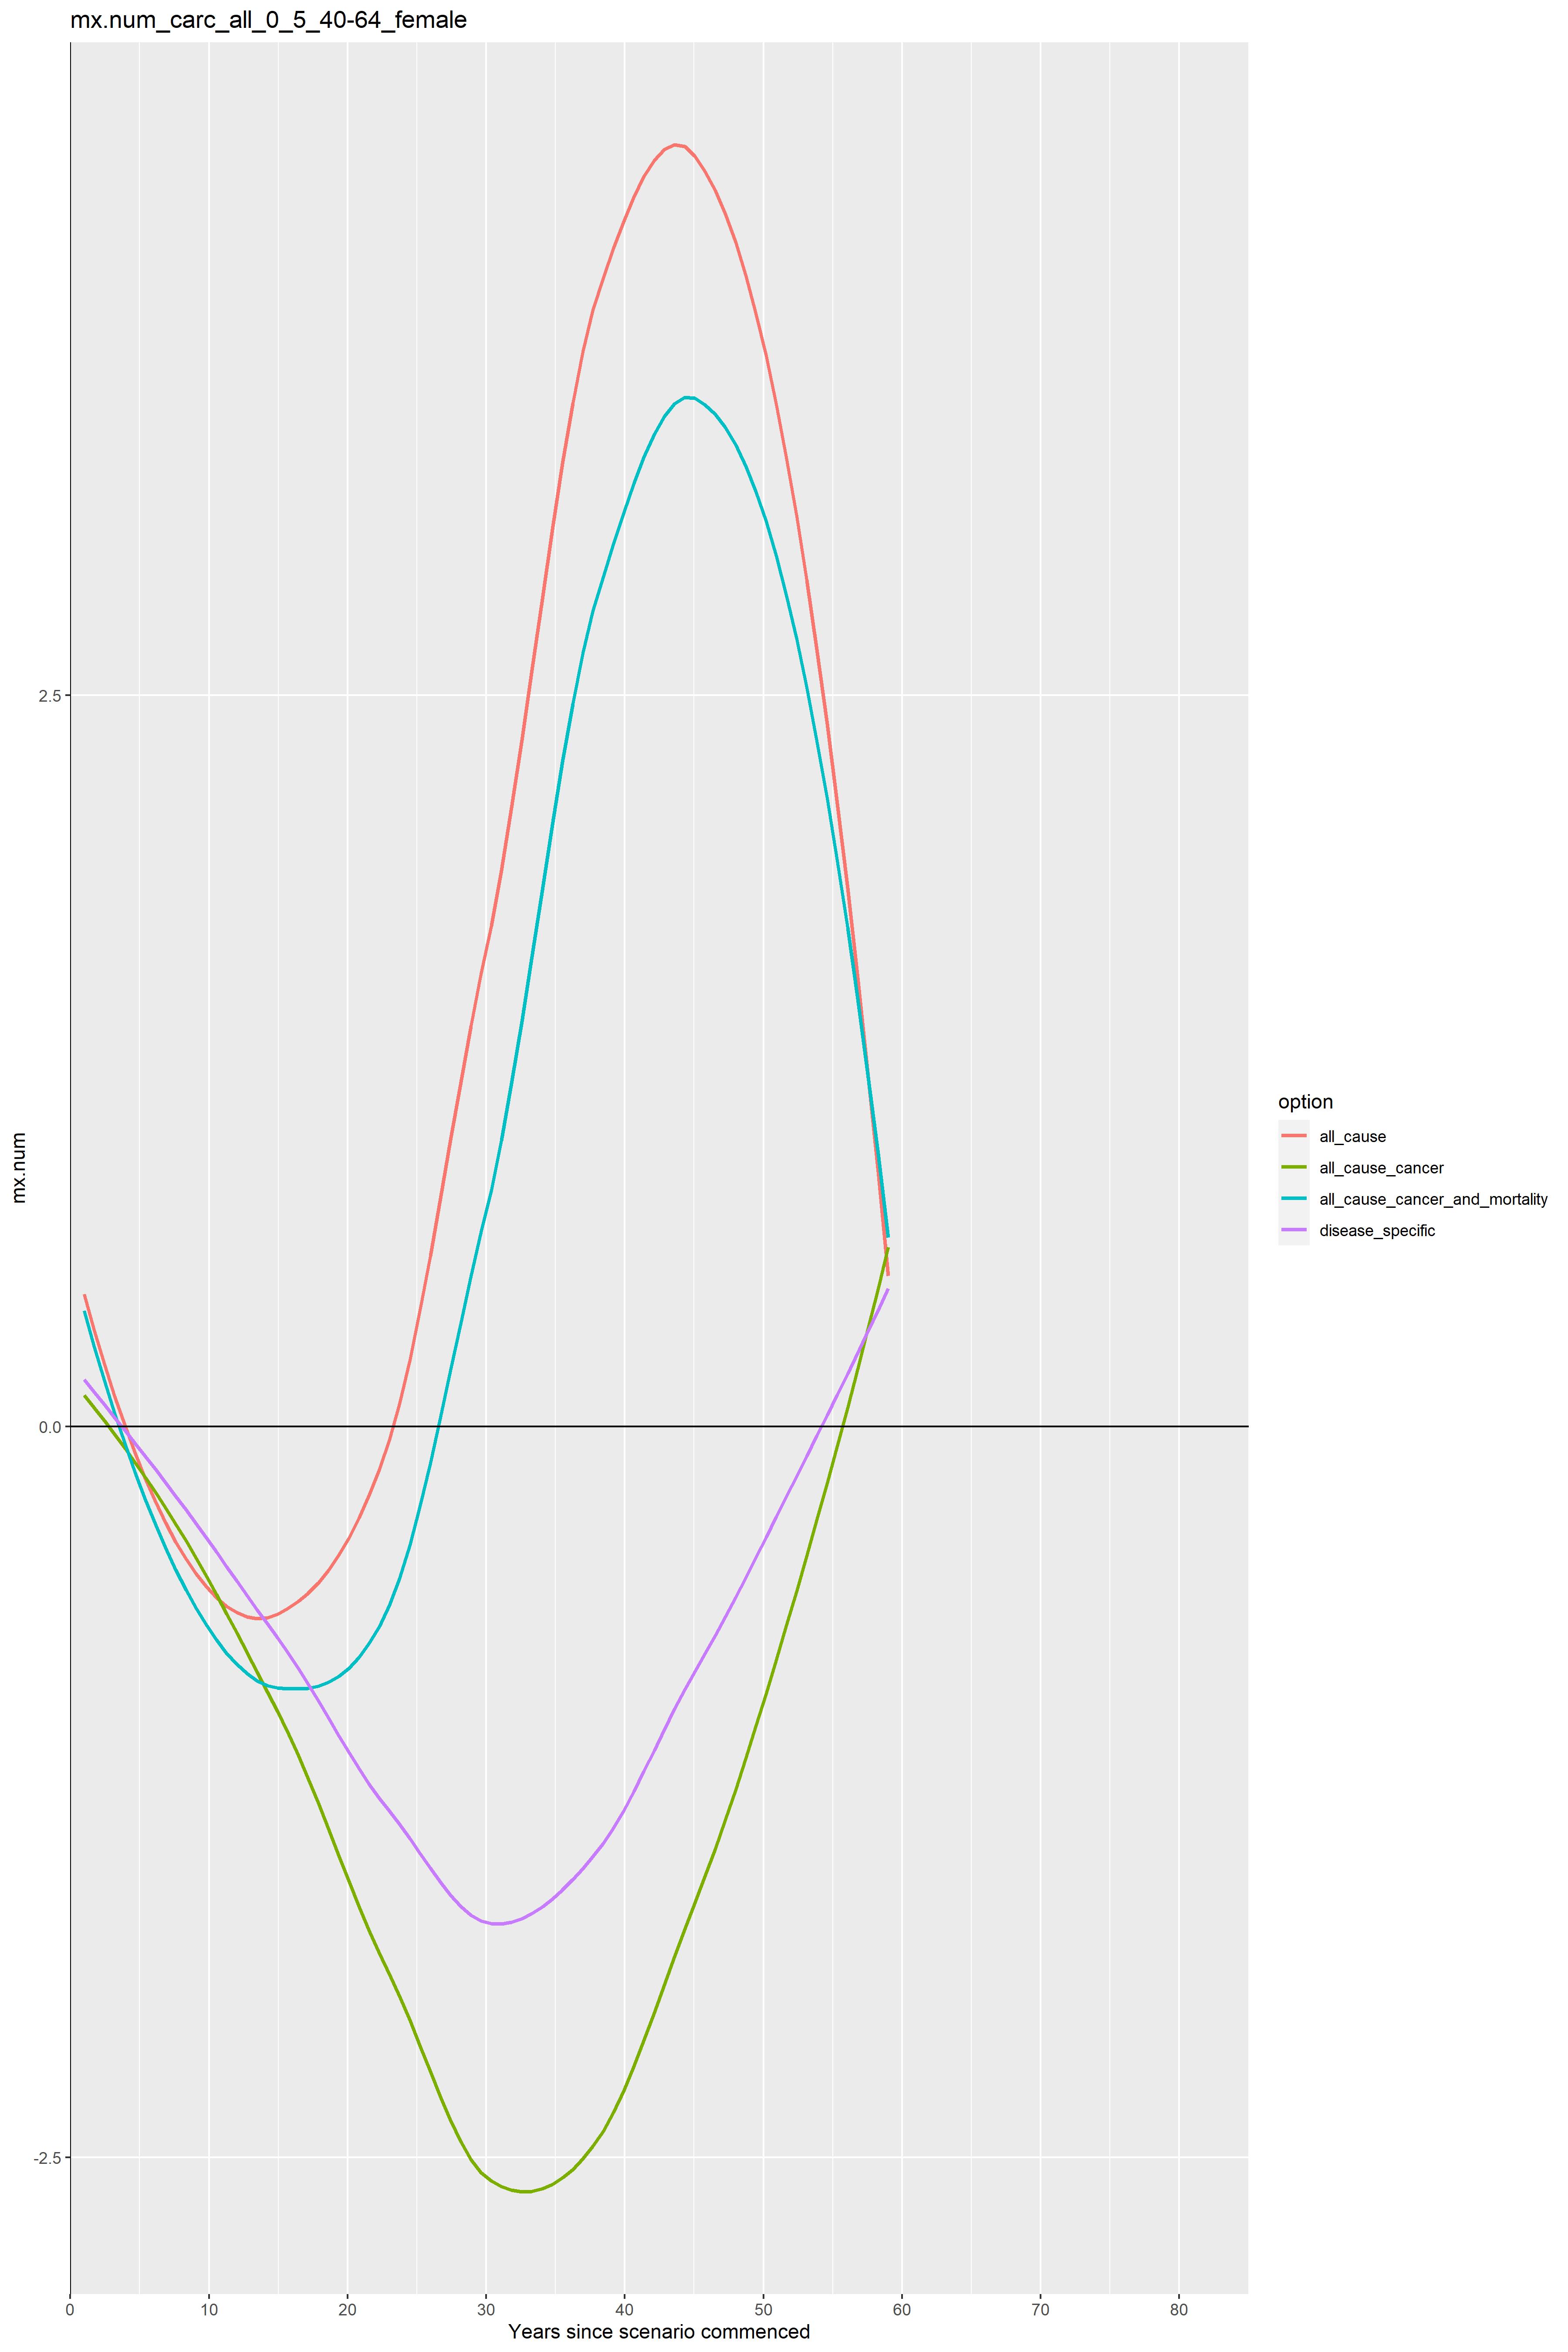 mx.num_carc_all_0_5_40-64_female
mx.num
2.5
0.0
-2.5
0 10 20 30 40 50 60 70 80
Years since scenario commenced
option
all_cause
all_cause_cancer
all_cause_cancer_and_mortality
disease_specific